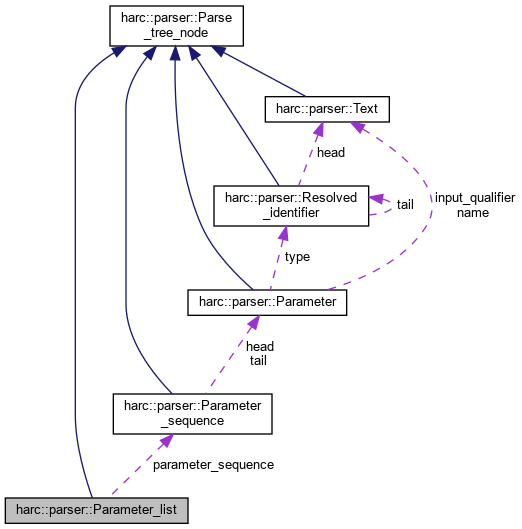 harc::parser::Parse
_tree_node
harc::parser::Text
head
harc::parser::Resolved
_identifier
tail
input_qualifier
name
type
harc::parser::Parameter
head
tail
harc::parser::Parameter
_sequence
parameter_sequence
harc::parser::Parameter_list